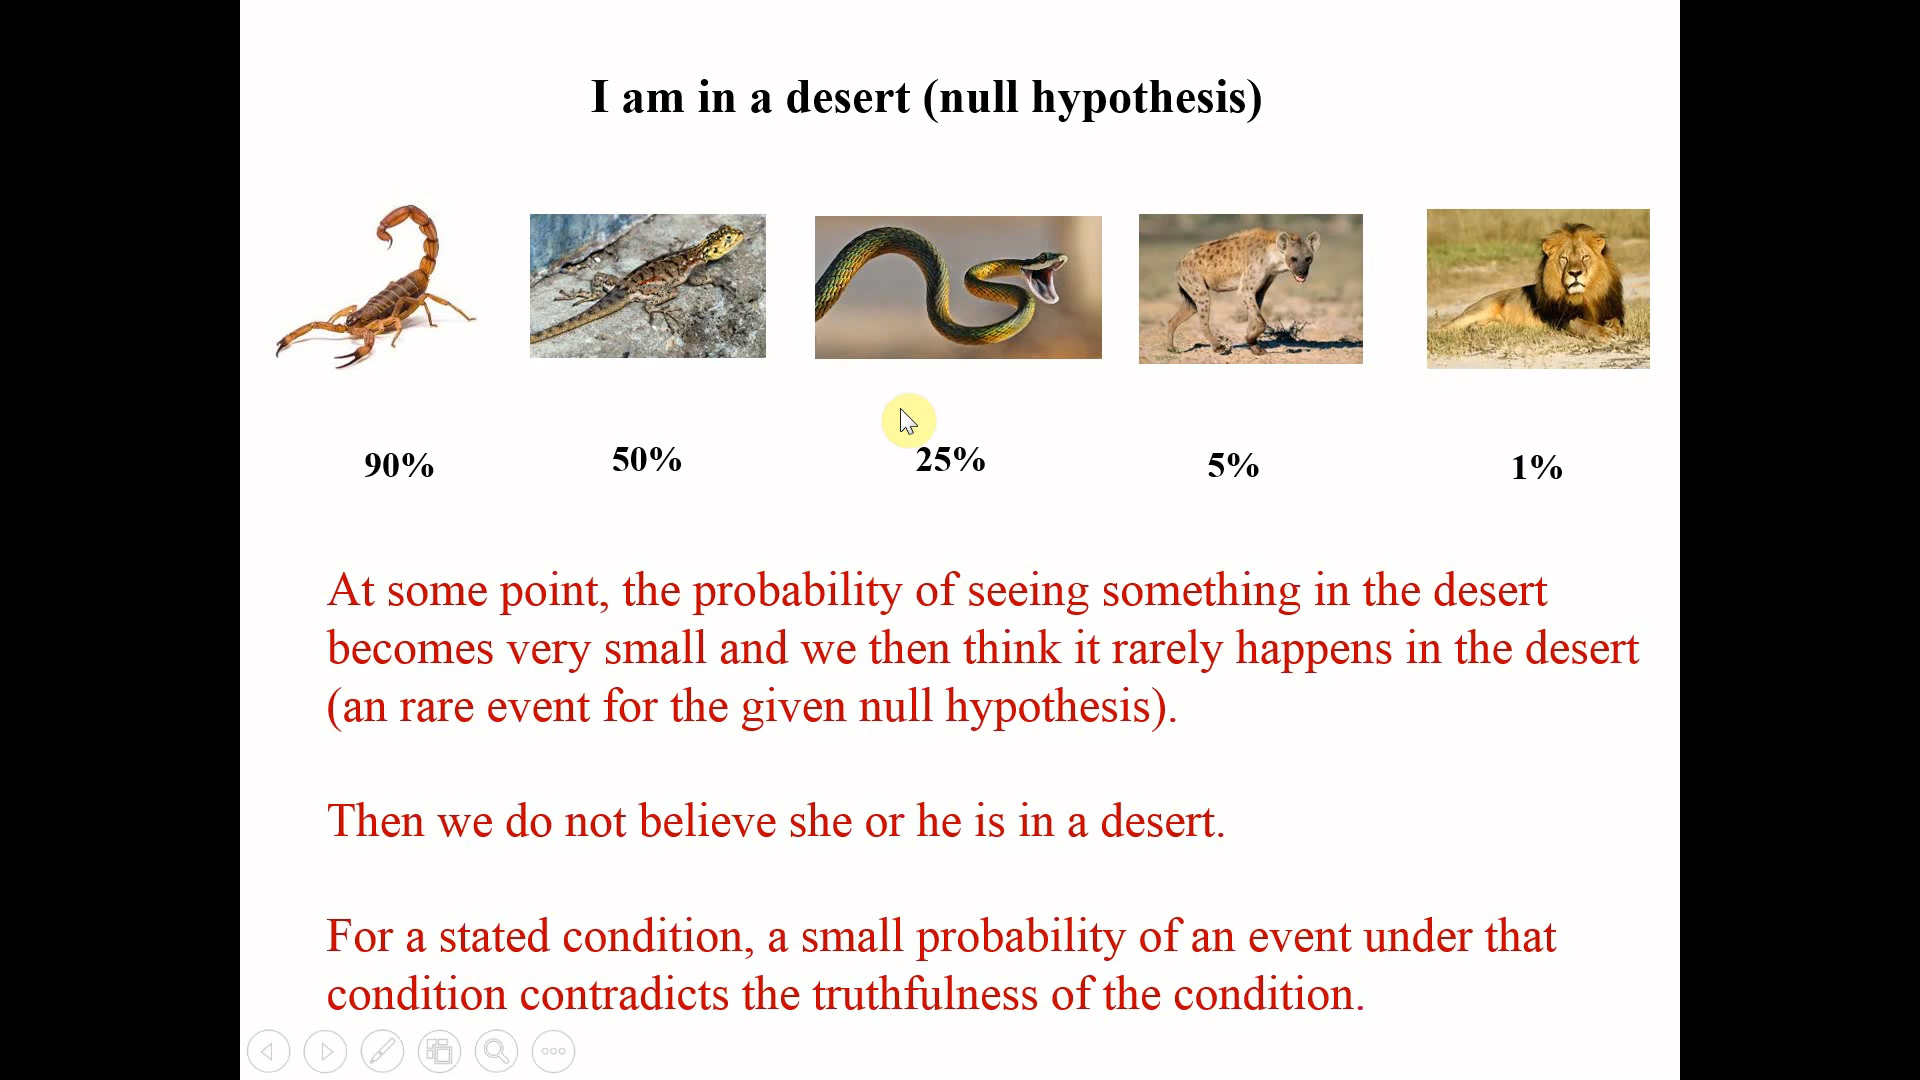 I am in a desert (null hypothesis)
90%
50%
25%
5%
1%
At some point, the probability of seeing something in the desert
becomes very small and we then think it rarely happens in the desert
(an rare event for the given null hypothesis).
Then we do not believe she or he is in a desert.
For a stated condition, a small probability of an event under that
condition contradicts the truthfulness of the condition.